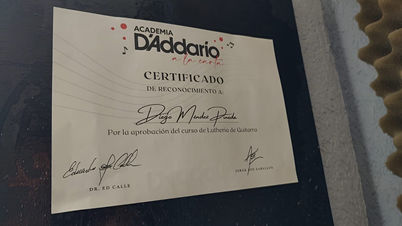 ACADEMIA
D'Addario
a la carta
CERTIFICADO
DE RECONOCIMIENTO A:
Diego Mendez Pineda
Por la aprobación del curso de Luthería de Guitarra
DR. ED CALLE